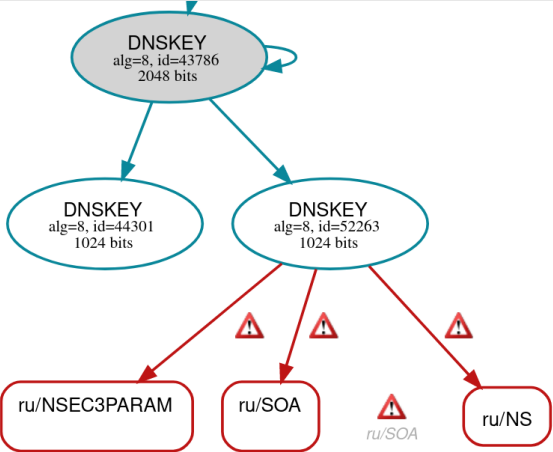 DNSKEY
alg=8, id=43786
2048 bits
DNSKEY
alg=8, id=44301
1024 bits
DNSKEY
alg=8, id=52263
1024 bits
ru/NSEC3PARAM
ru/SOA
ru/SOA
ru/NS